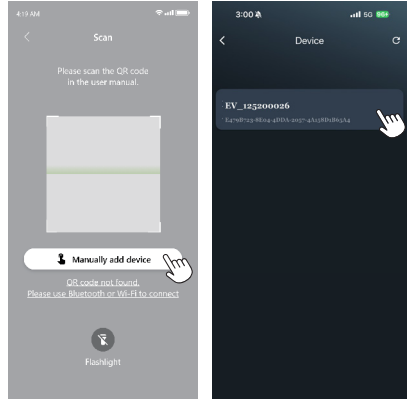 4:19 AM
Scan
Please scan the QR code
in the user manual.
Manually add device
QR code not found.
Please use Bluetooth or Wi-Fi to connect
Flashlight
3:00
5G 96+
Device
EV_125200026